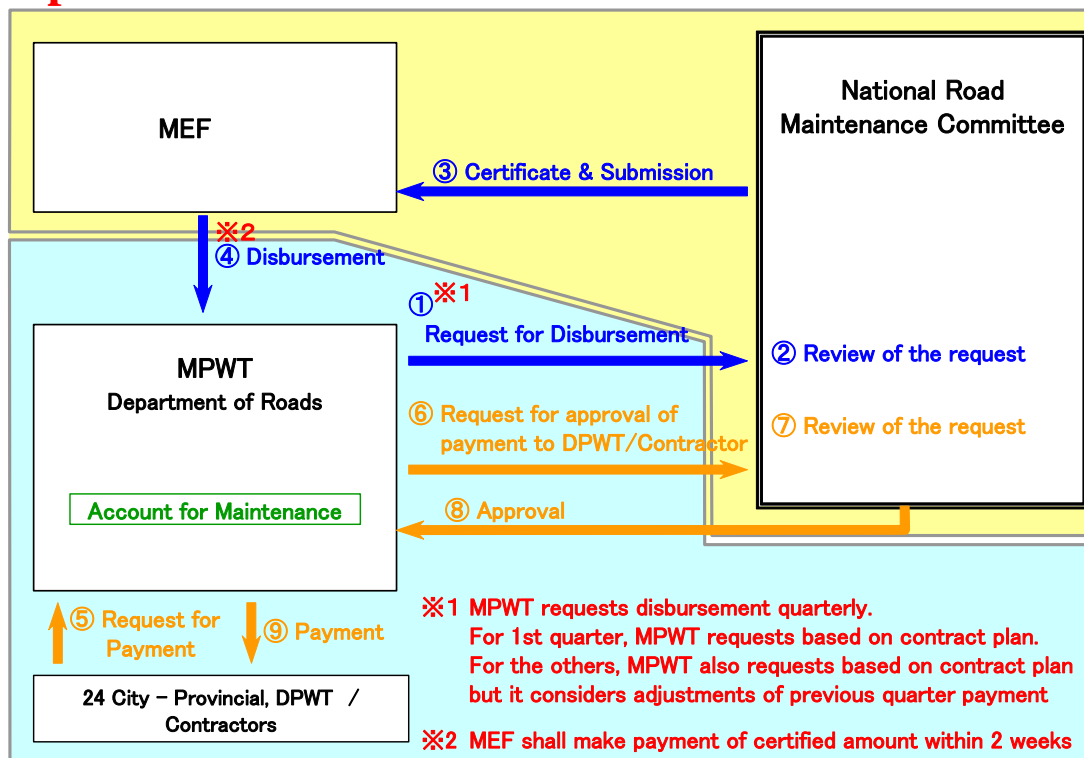 MEF
National Road
Maintenance Committee
③ Certificate & Submission
※2
④ Disbursement
①※1
Request for Disbursement
② Review of the request
MPWT
Department of Roads
⑥ Request for approval of
payment to DPWT/Contractor
⑦ Review of the request
Account for Maintenance
⑧ Approval
⑤ Request for
Payment
⑨ Payment
24 City - Provincial, DPWT /
Contractors
※1 MPWT requests disbursement quarterly.
For 1st quarter, MPWT requests based on contract plan.
For the others, MPWT also requests based on contract plan
but it considers adjustments of previous quarter payment
※2 MEF shall make payment of certified amount within 2 weeks